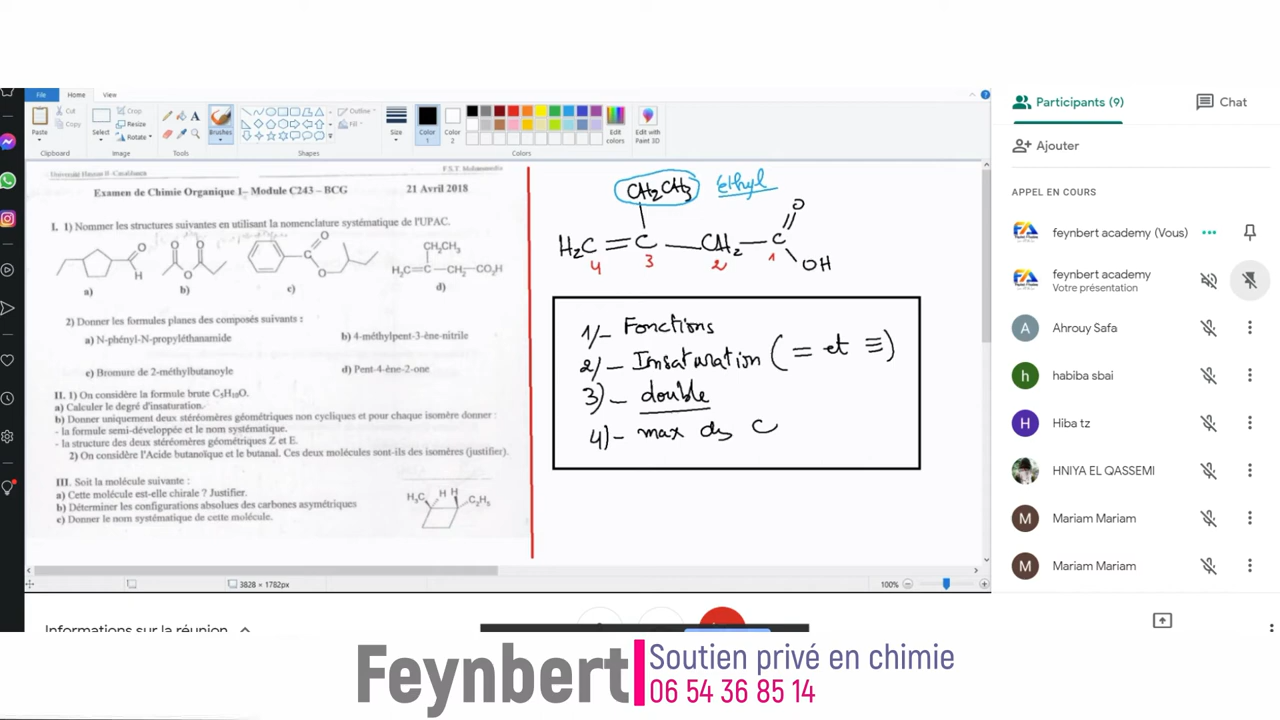 File Home View
Cut
Copy
Paste
Clipboard
Select
Crop
Resize
Rotate
Image
A
Tools
Brushes
Outline
Fill
Shapes
Size
Color
1
Color
2
Edit
colors
Edit with
Paint 3D
Colors
Examen de Chimie Organique I– Module C243 – BCG 21 Avril 2018
I. 1) Nommer les structures suivantes en utilisant la nomenclature systématique de l'UPAC.
O
H
a)
O O
O
b)
O
C
O
c)
CH₂CH₃
H₂C=C—CH₂—CO₂H
d)
2) Donner les formules planes des composés suivants :
a) N-phényl-N-propyléthanamide b) 4-méthylpent-3-ène-nitrile
c) Bromure de 2-méthylbutanoyle d) Pent-4-ène-2-one
II. 1) On considère la formule brute C₅H₁₀O.
a) Calculer le degré d'insaturation.
b) Donner uniquement deux stéréomères géométriques non cycliques et pour chaque isomère donner :
- la formule semi-développée et le nom systématique.
- la structure des deux stéréomères géométriques Z et E.
2) On considère l'Acide butanoïque et le butanal. Ces deux molécules sont-ils des isomères (justifier).
III. Soit la molécule suivante :
a) Cette molécule est-elle chirale ? Justifier.
b) Déterminer les configurations absolues des carbones asymétriques
c) Donner le nom systématique de cette molécule.
H₃C H H C₂H₅
CH₂CH₃ éthyl
O
H₂C = C — CH₂ — C
4 3 2 1
OH
1/– Fonctions
2/– Insaturation ( = et ≡ )
3)– double
4)– max des C
3828 × 1782px
100%
Informations sur la réunion
Participants (9)
Chat
Ajouter
APPEL EN COURS
feynbert academy (Vous)
feynbert academy
Votre présentation
A Ahrouy Safa
h habiba sbai
H Hiba tz
HNIYA EL QASSEMI
M Mariam Mariam
M Mariam Mariam
Feynbert
Soutien privé en chimie
06 54 36 85 14